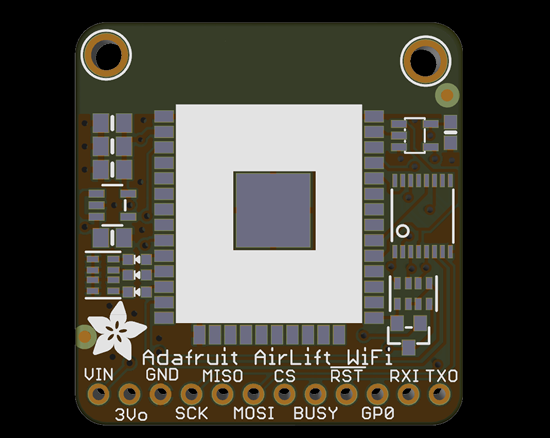 Adafruit AirLift WiFi
VIN GND MISO CS RST RXI TXO
3Vo SCK MOSI BUSY GP0